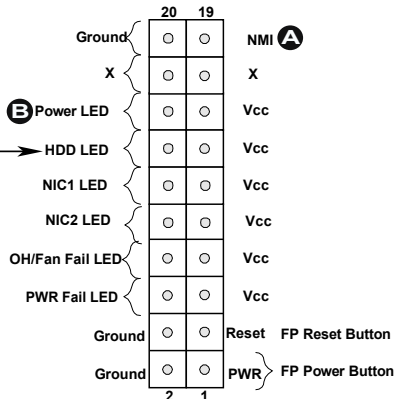 20 19
Ground NMI A
X X
B Power LED Vcc
HDD LED Vcc
NIC1 LED Vcc
NIC2 LED Vcc
OH/Fan Fail LED Vcc
PWR Fail LED Vcc
Ground Reset FP Reset Button
Ground PWR FP Power Button
2 1